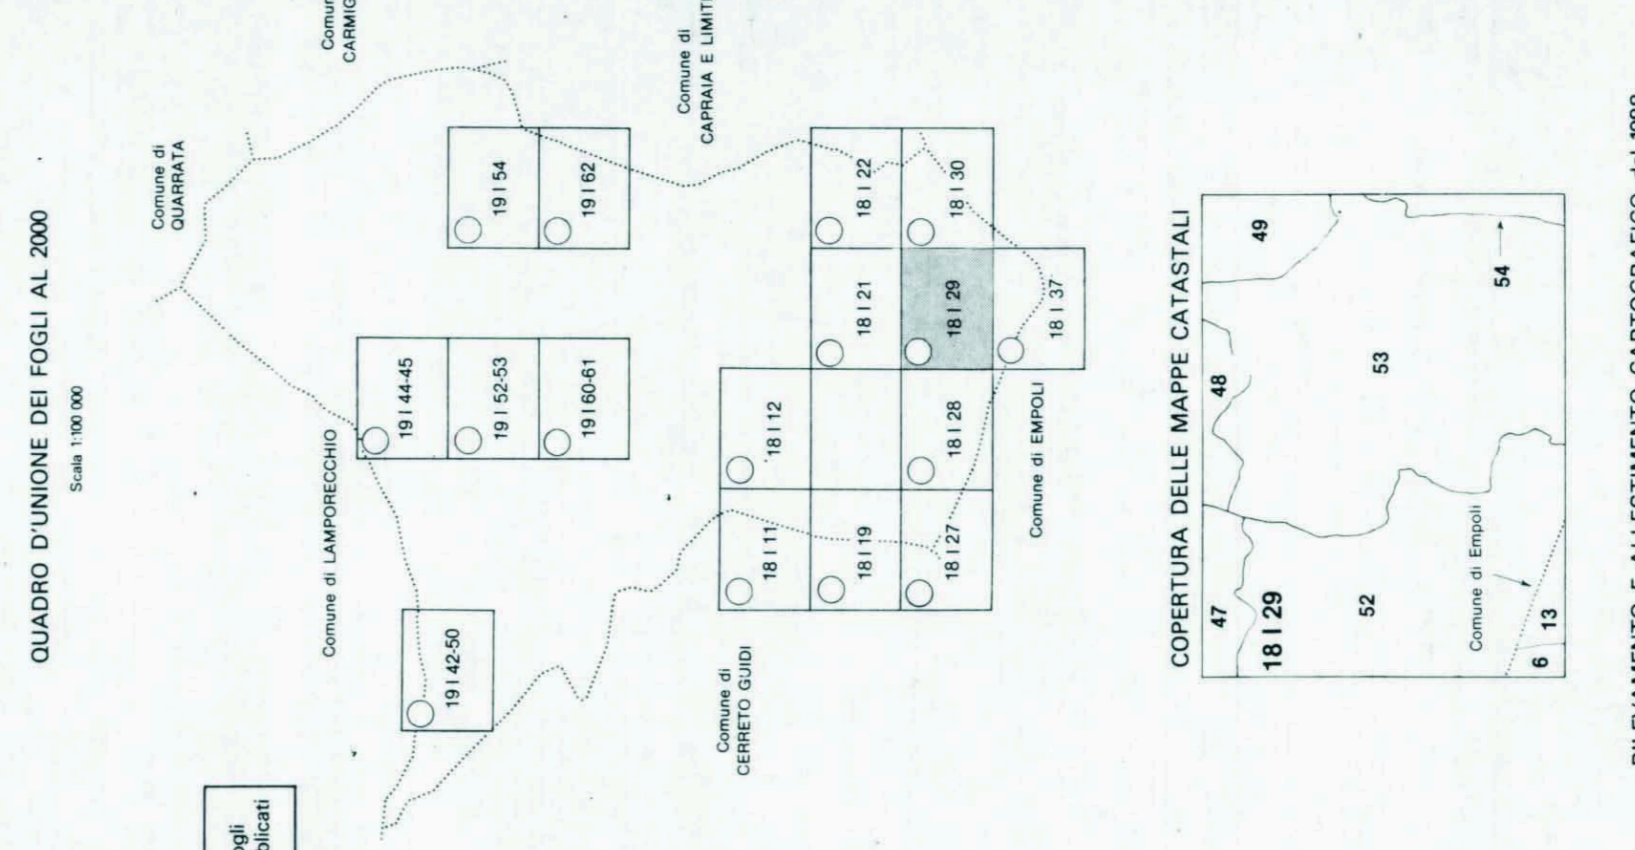 QUADRO D'UNIONE DEI FOGLI AL 2000
Scala 1:100 000
Comune di
QUARRATA
Comune di LAMPORECCHIO
Comune di
CAPRAIA E
19 I 44-45
19 I 52-53
19 I 54
19 I 60-61
19 I 62
19 I 42-50
Comune di
CERRETO GUIDI
18 I 11
18 I 12
18 I 19
18 I 21
18 I 22
18 I 27
18 I 28
18 I 29
18 I 30
18 I 37
Comune di EMPOLI
COPERTURA DELLE MAPPE CATASTALI
47
48
49
18 I 29
52
53
54
Comune di Empoli
6
13